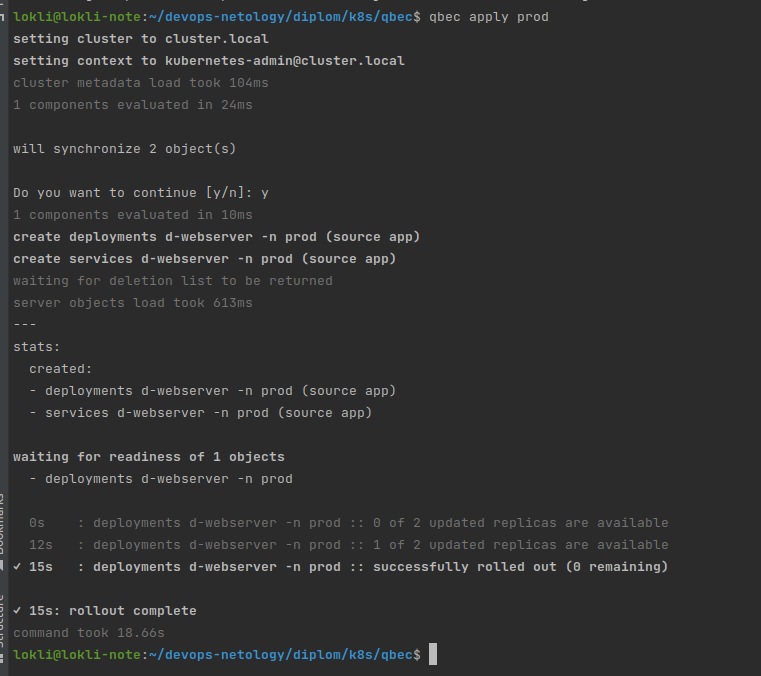 lokli@lokli-note:~/devops-netology/diplom/k8s/qbec$ qbec apply prod
setting cluster to cluster.local
setting context to kubernetes-admin@cluster.local
cluster metadata load took 104ms
1 components evaluated in 24ms

will synchronize 2 object(s)

Do you want to continue [y/n]: y
1 components evaluated in 10ms
create deployments d-webserver -n prod (source app)
create services d-webserver -n prod (source app)
waiting for deletion list to be returned
server objects load took 613ms
---
stats:
  created:
  - deployments d-webserver -n prod (source app)
  - services d-webserver -n prod (source app)

waiting for readiness of 1 objects
  - deployments d-webserver -n prod

  0s    : deployments d-webserver -n prod :: 0 of 2 updated replicas are available
  12s   : deployments d-webserver -n prod :: 1 of 2 updated replicas are available
✓ 15s   : deployments d-webserver -n prod :: successfully rolled out (0 remaining)

✓ 15s: rollout complete
command took 18.66s
lokli@lokli-note:~/devops-netology/diplom/k8s/qbec$